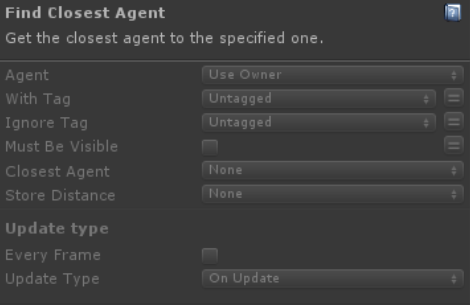 Find Closest Agent
Get the closest agent to the specified one.
Agent Use Owner
With Tag Untagged
Ignore Tag Untagged
Must Be Visible
Closest Agent None
Store Distance None
Update type
Every Frame
Update Type On Update